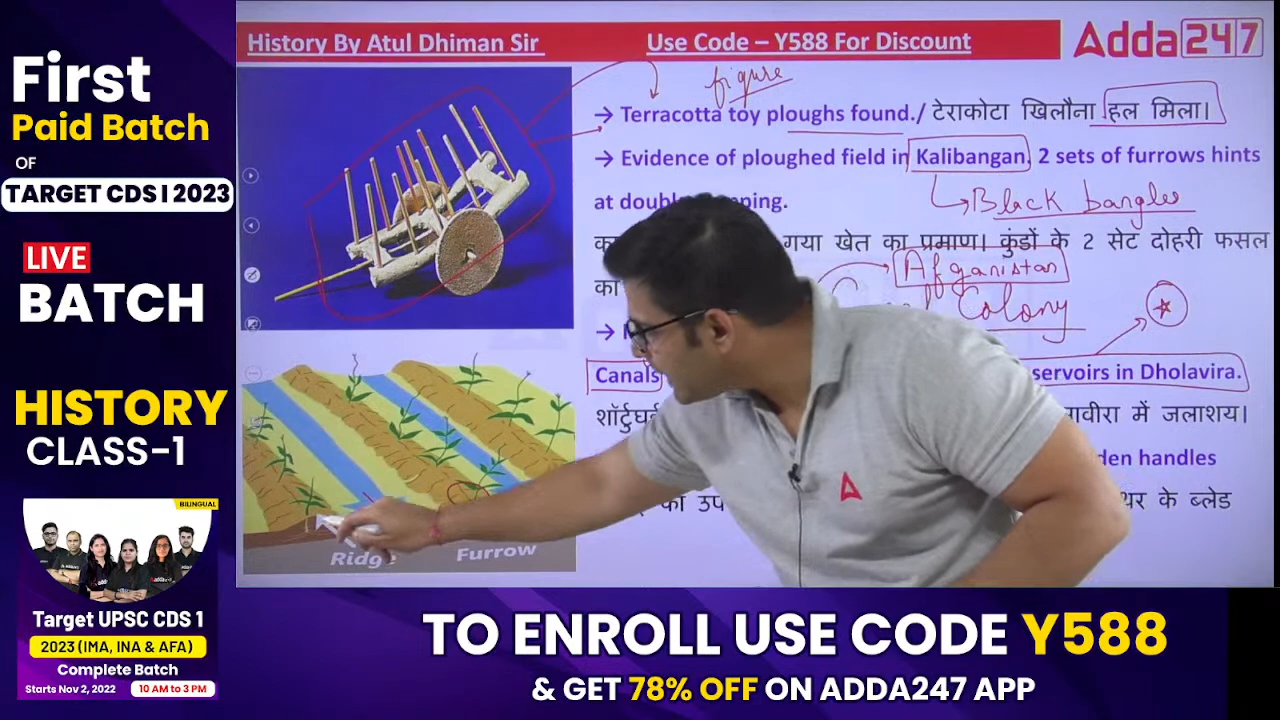 First
Paid Batch
OF
TARGET CDS I 2023
LIVE
BATCH
HISTORY
CLASS-1
BILINGUAL
Target UPSC CDS 1
2023 (IMA, INA & AFA)
Complete Batch
Starts Nov 2, 2022 10 AM to 3 PM
History By Atul Dhiman Sir Use Code – Y588 For Discount
Adda247
figure
→ Terracotta toy ploughs found./ टेराकोटा खिलौना हल मिला।
→ Evidence of ploughed field in Kalibangan. 2 sets of furrows hints
Black bangles
at double
गया खेत का प्रमाण। कुंडों के 2 सेट दोहरी फसल
Afganistan
Colony
Canals servoirs in Dholavira.
में जलाशय।
den handles
के ब्लेड
Ridge Furrow
TO ENROLL USE CODE Y588
& GET 78% OFF ON ADDA247 APP